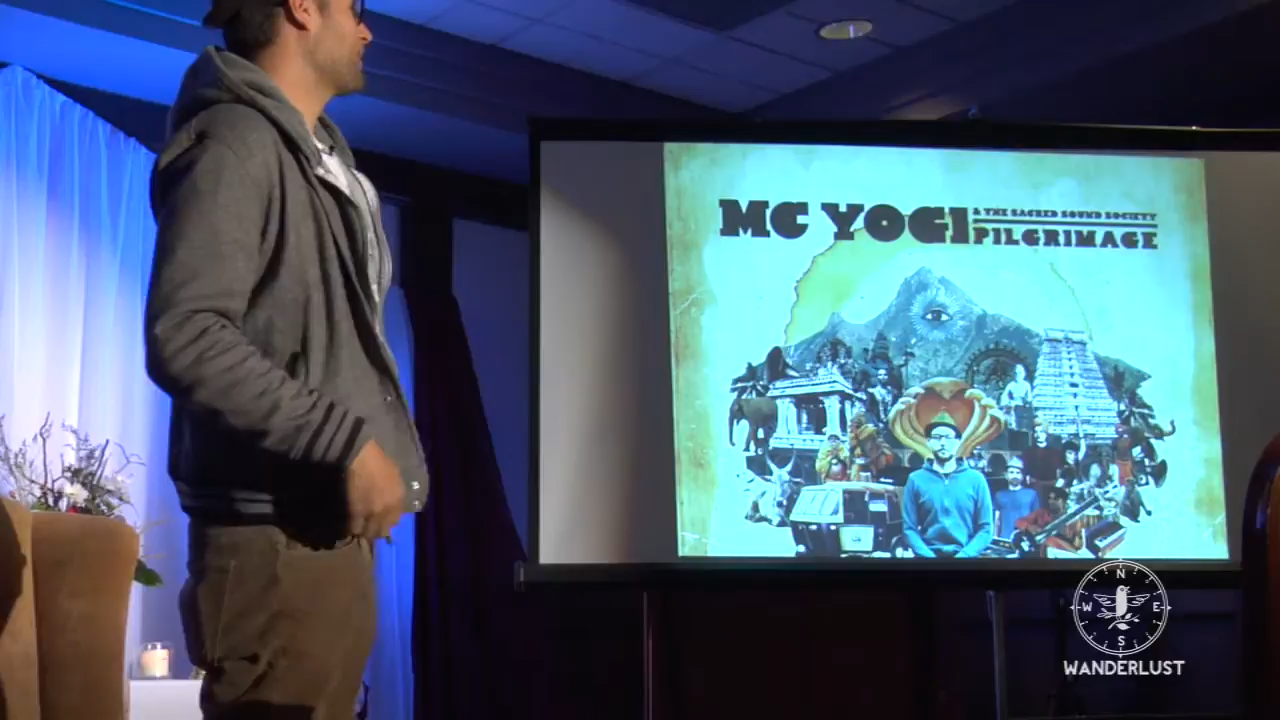 MC YOGI & THE SACRED SOUND SOCIETY
PILGRIMAGE
N
W E
S
WANDERLUST